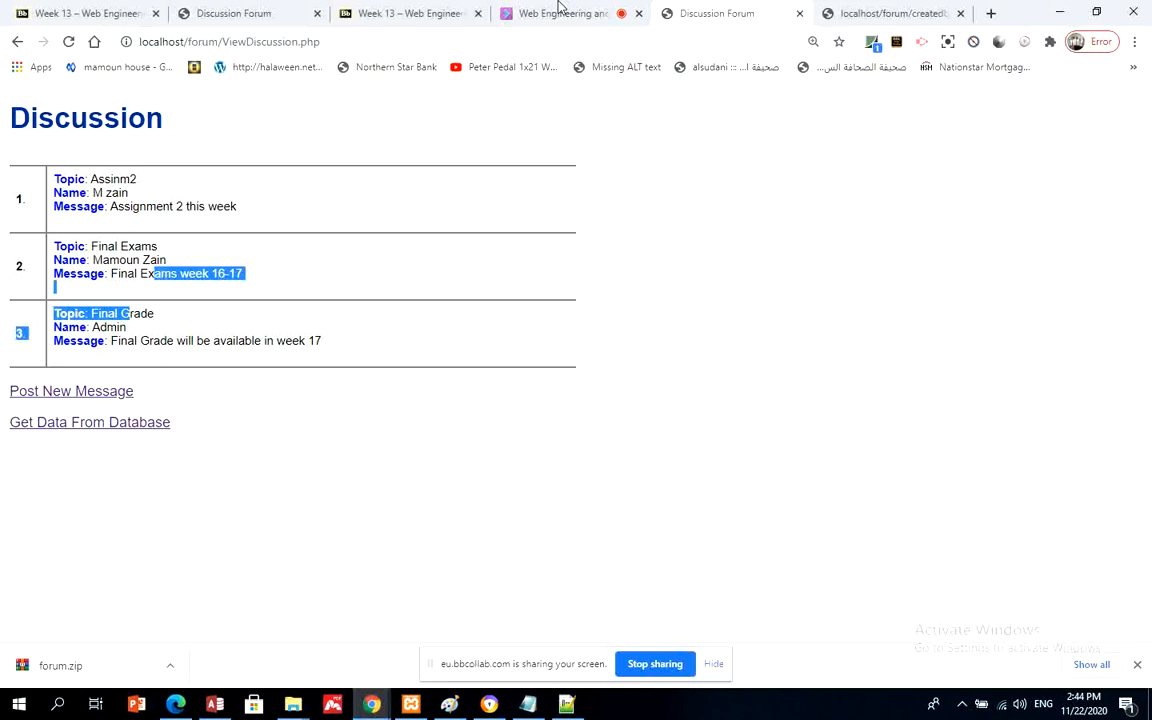 Week 13 – Web Engineer
Discussion Forum
Week 13 – Web Engineer
Web Engineering and
Discussion Forum
localhost/forum/createdb
localhost/forum/ViewDiscussion.php
Error
Apps
mamoun house - G...
http://halaween.net...
Northern Star Bank
Peter Pedal 1x21 W...
Missing ALT text
alsudani ::: صحيفة ا...
صحيفة الصحافة الس...
Nationstar Mortgag...
Discussion
1.
Topic: Assinm2
Name: M zain
Message: Assignment 2 this week
2.
Topic: Final Exams
Name: Mamoun Zain
Message: Final Exams week 16-17
3.
Topic: Final Grade
Name: Admin
Message: Final Grade will be available in week 17
Post New Message
Get Data From Database
Activate Windows
Go to Settings to activate Windows.
forum.zip
eu.bbcollab.com is sharing your screen.
Stop sharing
Hide
Show all
ENG
2:44 PM
11/22/2020